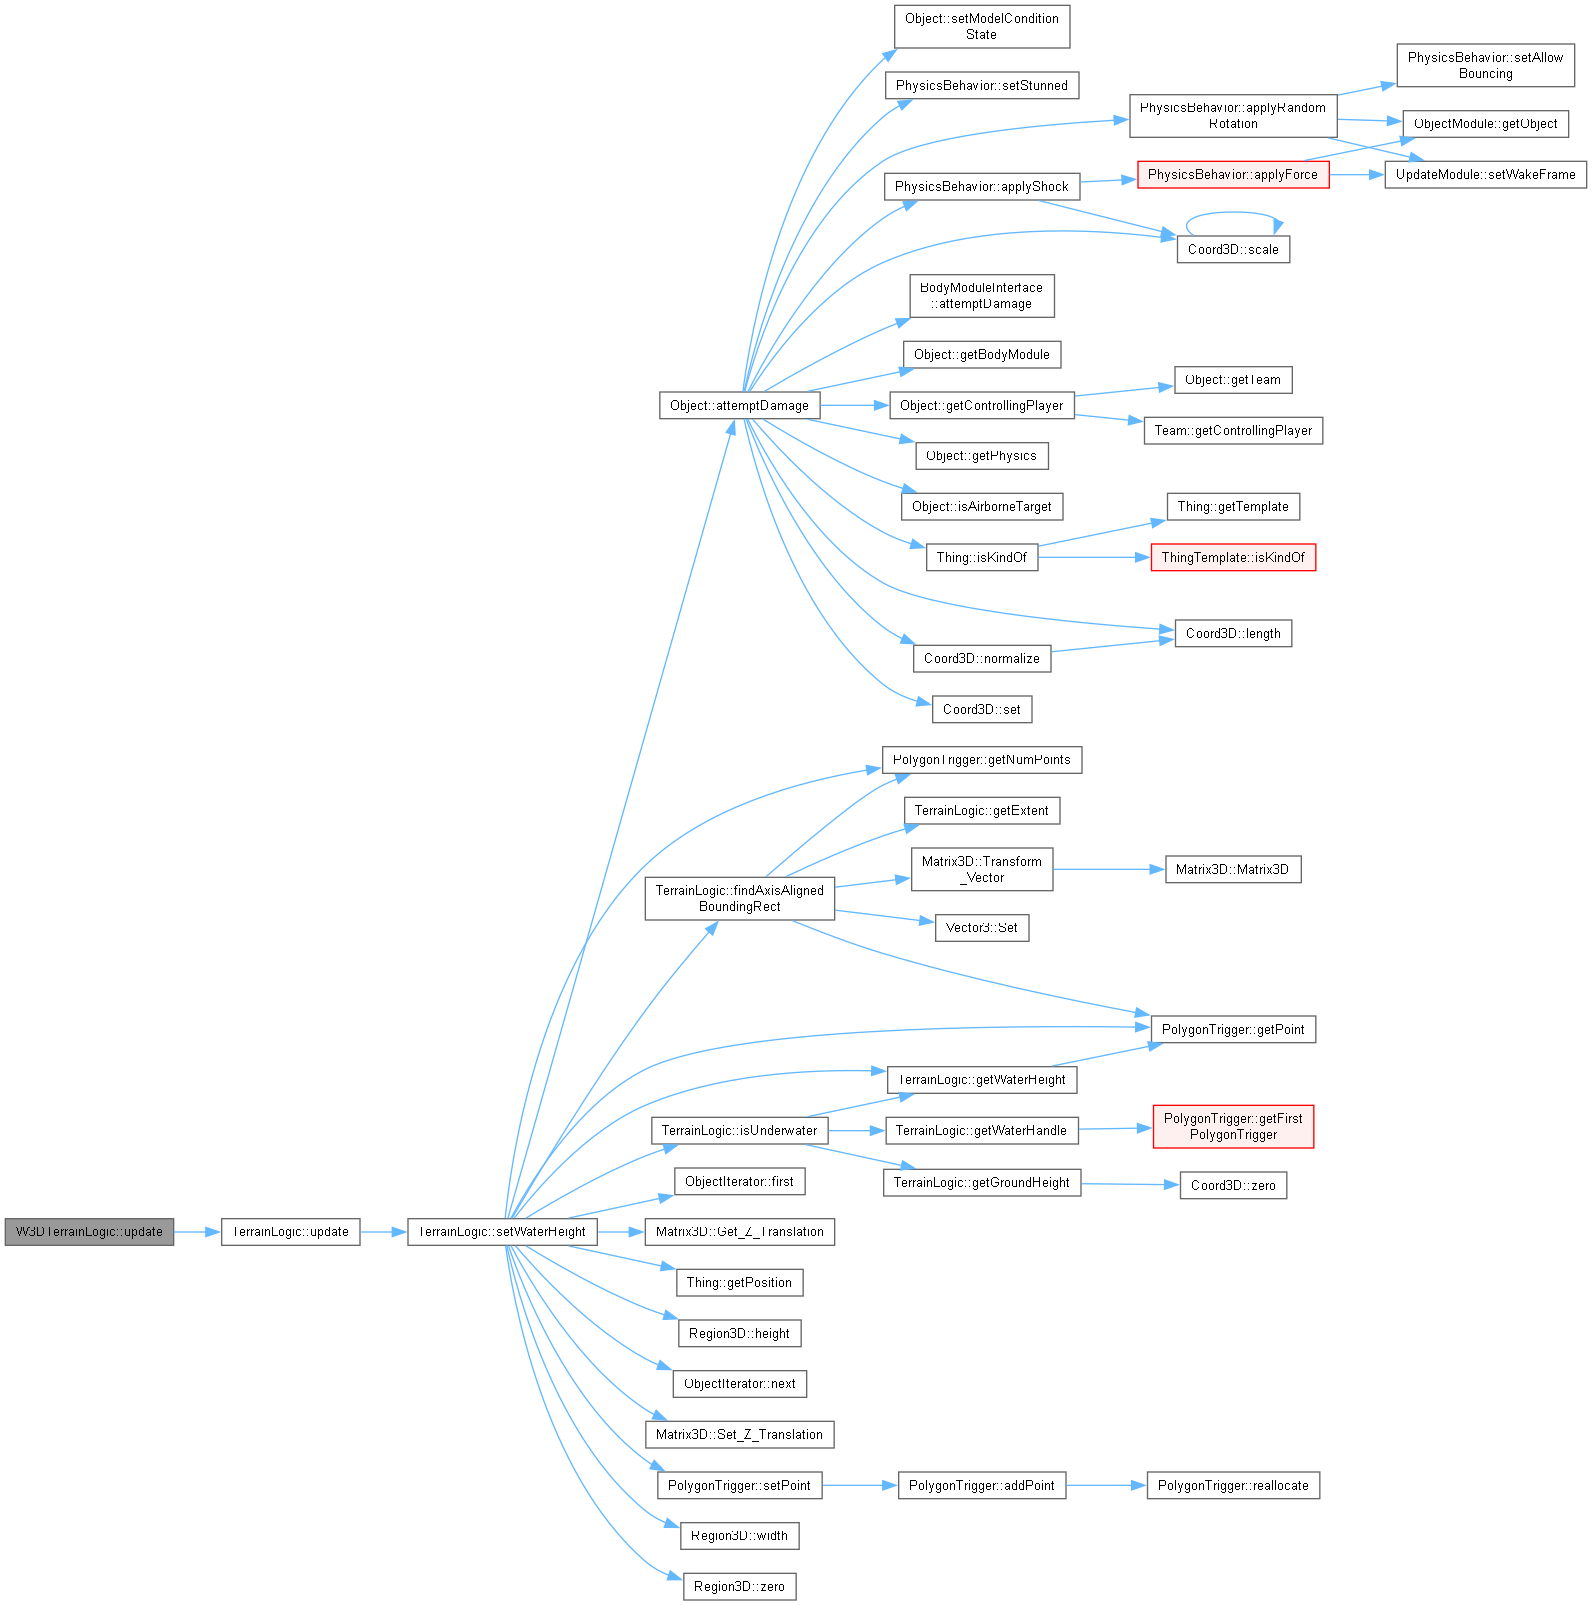 Object::setModelCondition
State
PhysicsBehavior::setStunned
PhysicsBehavior::setAllow
Bouncing
PhysicsBehavior::applyRandom
Rotation
ObjectModule::getObject
PhysicsBehavior::applyForce
UpdateModule::setWakeFrame
PhysicsBehavior::applyShock
Coord3D::scale
BodyModuleInterface
::attemptDamage
Object::getBodyModule
Object::getTeam
Object::attemptDamage
Object::getControllingPlayer
Team::getControllingPlayer
Object::getPhysics
Object::isAirborneTarget
Thing::getTemplate
Thing::isKindOf
ThingTemplate::isKindOf
Coord3D::length
Coord3D::normalize
Coord3D::set
PolygonTrigger::getNumPoints
TerrainLogic::getExtent
Matrix3D::Transform
_Vector
Matrix3D::Matrix3D
TerrainLogic::findAxisAligned
BoundingRect
Vector3::Set
PolygonTrigger::getPoint
TerrainLogic::getWaterHeight
TerrainLogic::isUnderwater
TerrainLogic::getWaterHandle
PolygonTrigger::getFirst
PolygonTrigger
TerrainLogic::getGroundHeight
Coord3D::zero
ObjectIterator::first
W3DTerrainLogic::update
TerrainLogic::update
TerrainLogic::setWaterHeight
Matrix3D::Get_Z_Translation
Thing::getPosition
Region3D::height
ObjectIterator::next
Matrix3D::Set_Z_Translation
PolygonTrigger::setPoint
PolygonTrigger::addPoint
PolygonTrigger::reallocate
Region3D::width
Region3D::zero